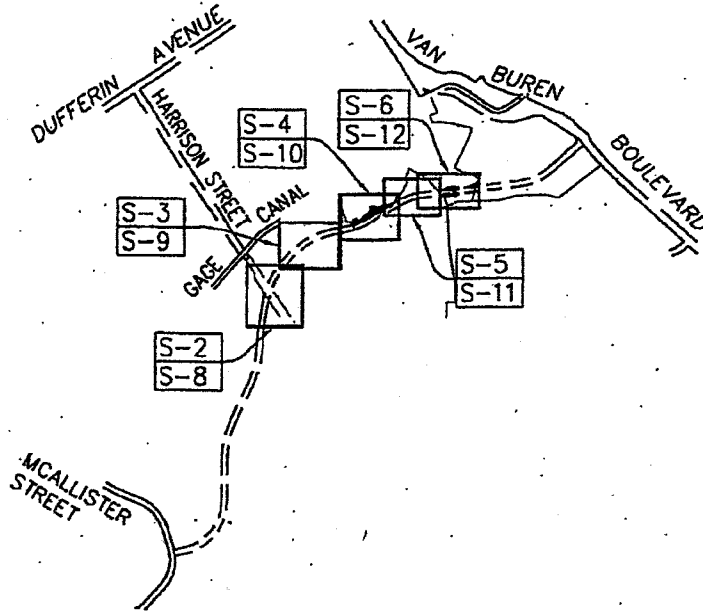 DUFFERIN AVENUE
VAN BUREN BOULEVARD
HARRISON STREET
S-6
S-12
S-4
S-10
S-3
S-9
GAGE CANAL
S-5
S-11
S-2
S-8
MCALLISTER
STREET